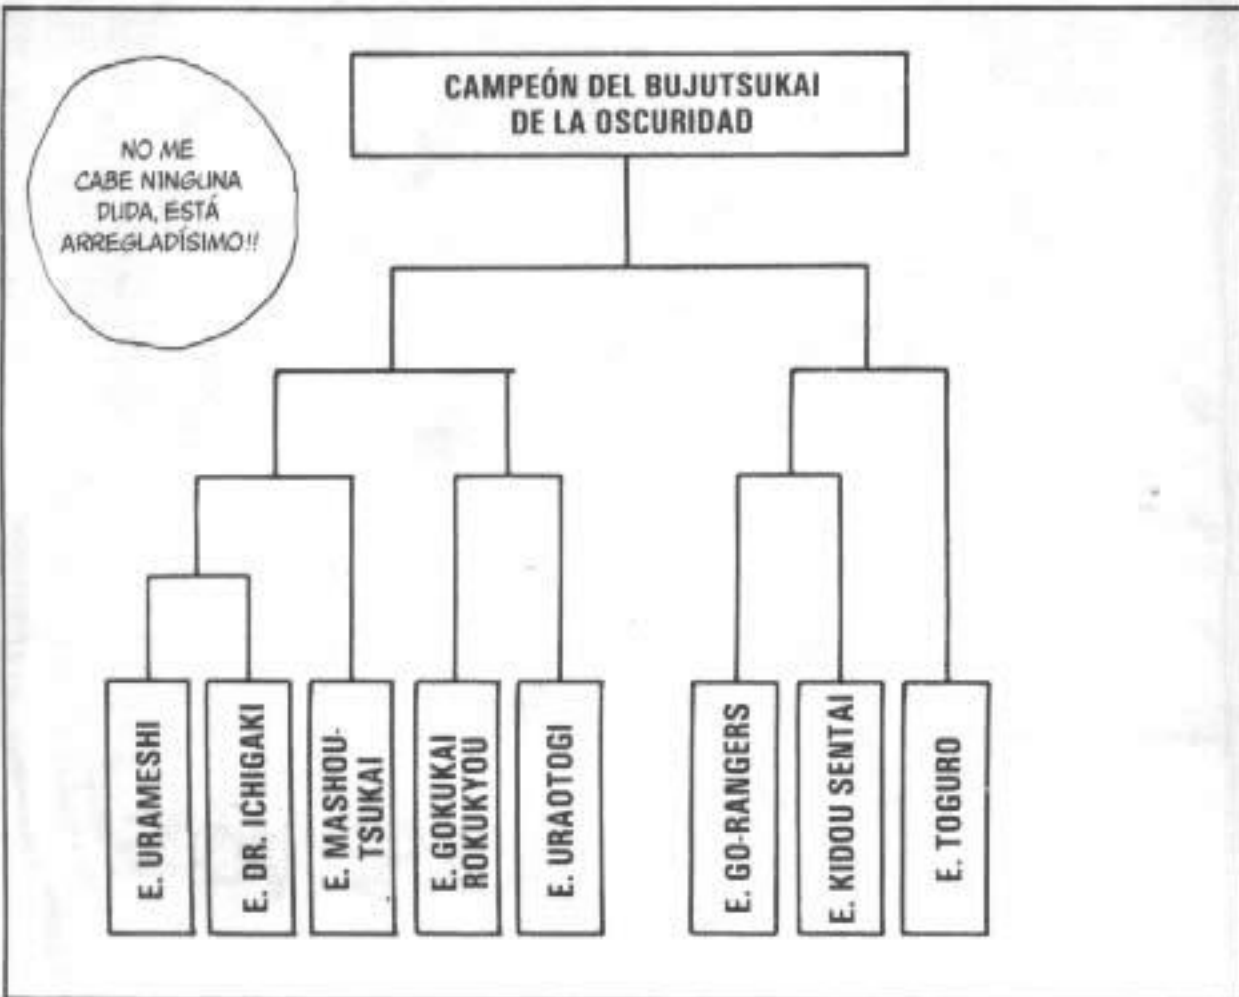 CAMPEÓN DEL BUJUTSUKAI
DE LA OSCURIDAD
NO ME
CABE NINGUNA
DUDA, ESTÁ
ARREGLADÍSIMO!!
E. URAMESHI
E. DR. ICHIGAKI
E. MASHOU-
TSUKAI
E. GOKUKAI
ROKUKYOU
E. URAOTOGI
E. GO-RANGERS
E. KIDOU SENTAI
E. TOGURO